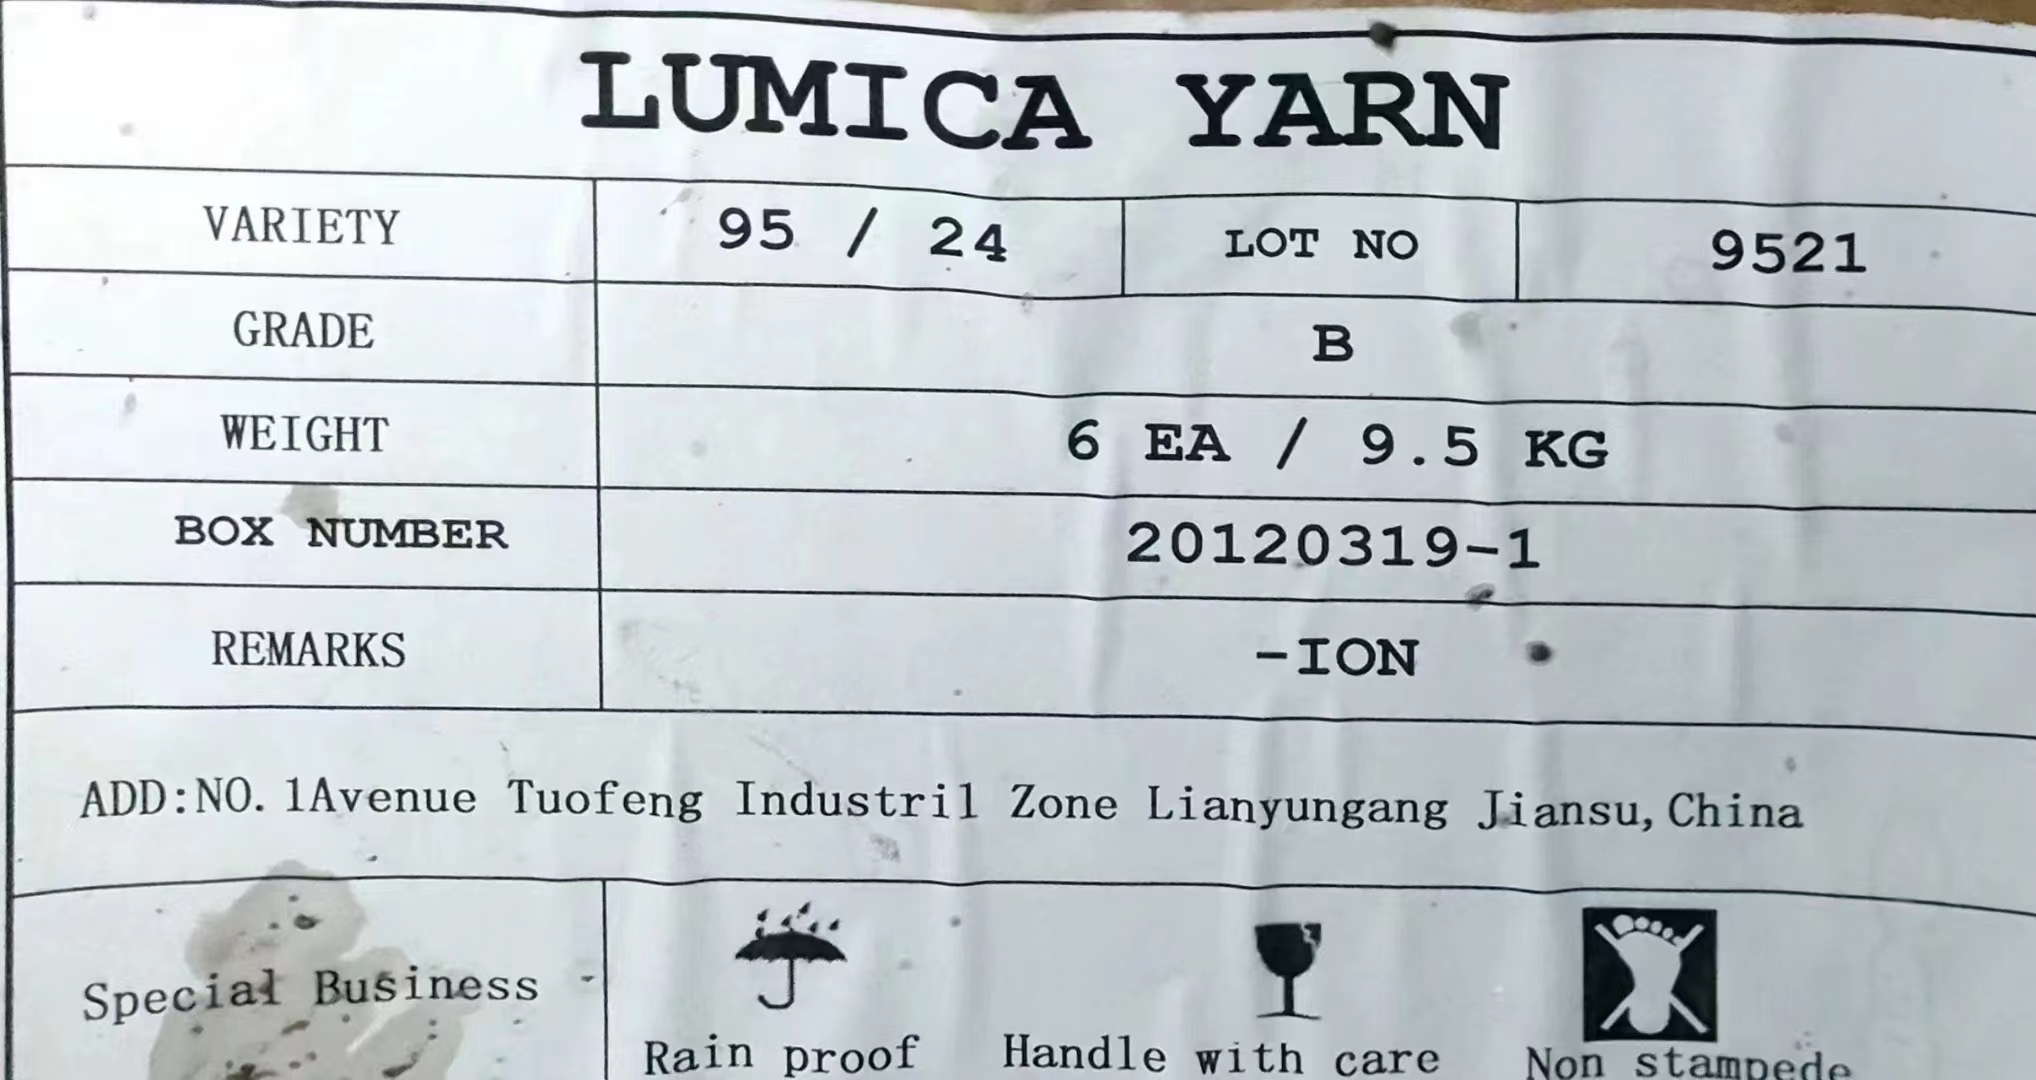 LUMICA YARN
VARIETY 95 / 24 LOT NO 9521
GRADE B
WEIGHT 6 EA / 9.5 KG
BOX NUMBER 20120319-1
REMARKS -ION
ADD:NO.1Avenue Tuofeng Industril Zone Lianyungang Jiansu,China
Special Business
Rain proof Handle with care Non stampede